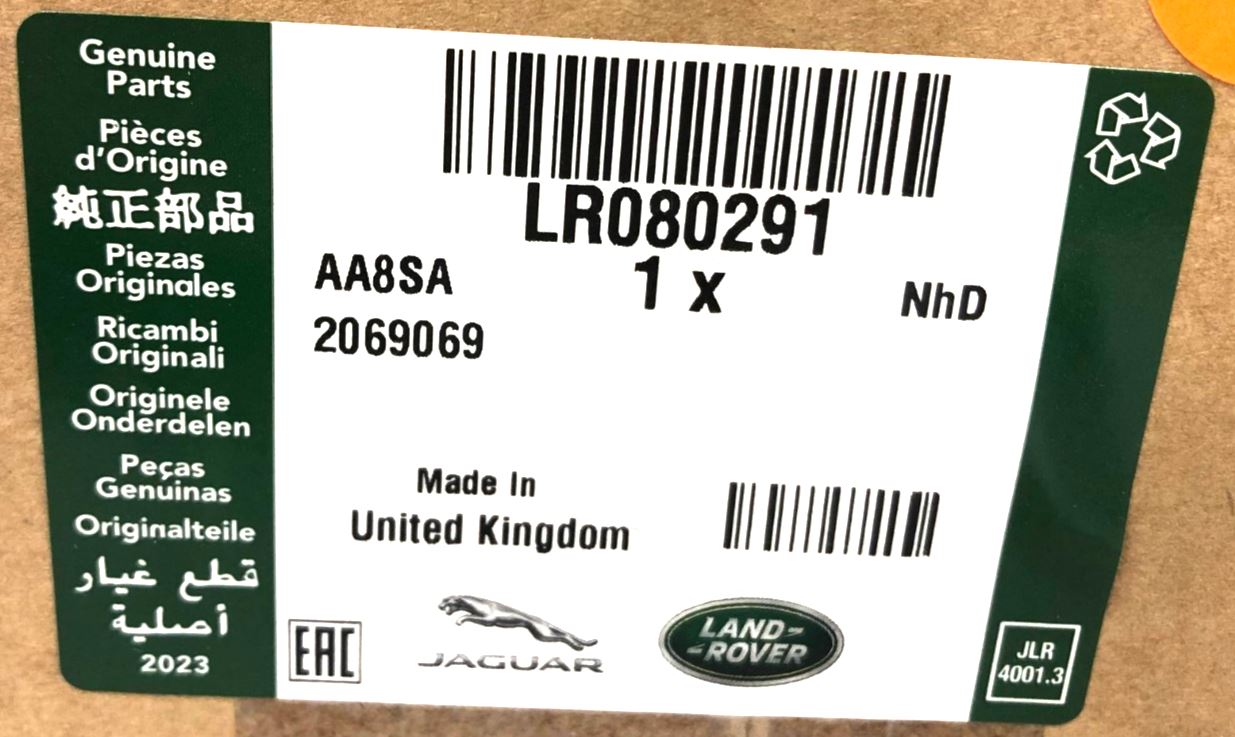 Genuine
Parts
Pièces
d'Origine
純正部品
Piezas
Originales
Ricambi
Originali
Originele
Onderdelen
Peças
Genuinas
Originalteile
قطع غيار
أصلية
2023
LR080291
1 x
AA8SA
NhD
2069069
Made In
United Kingdom
EAC
JAGUAR
LAND-
-ROVER
JLR
4001.3